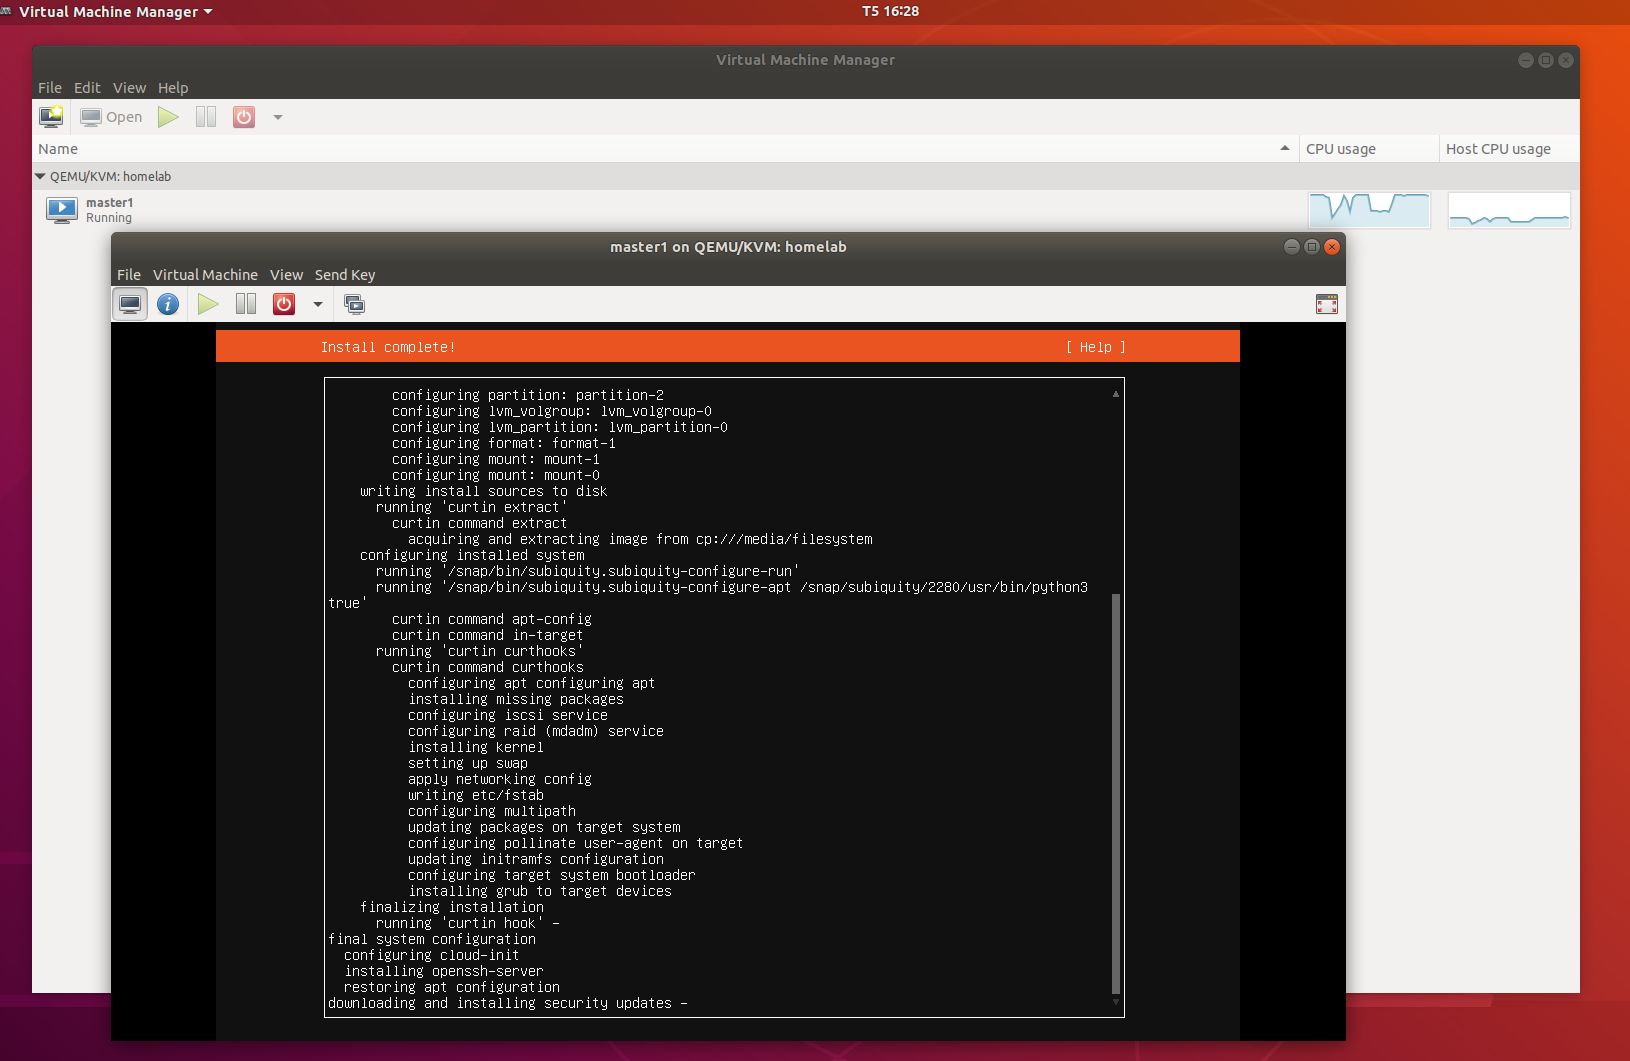 Virtual Machine Manager
T5 16:28
Virtual Machine Manager
File Edit View Help
Open
Name CPU usage Host CPU usage
QEMU/KVM: homelab
master1
Running
master1 on QEMU/KVM: homelab
File Virtual Machine View Send Key
Install complete! [ Help ]
configuring partition: partition-2
configuring lvm_volgroup: lvm_volgroup-0
configuring lvm_partition: lvm_partition-0
configuring format: format-1
configuring mount: mount-1
configuring mount: mount-0
writing install sources to disk
running 'curtin extract'
curtin command extract
acquiring and extracting image from cp:///media/filesystem
configuring installed system
running '/snap/bin/subiquity.subiquity-configure-run'
running '/snap/bin/subiquity.subiquity-configure-apt /snap/subiquity/2280/usr/bin/python3
true'
curtin command apt-config
curtin command in-target
running 'curtin curthooks'
curtin command curthooks
configuring apt configuring apt
installing missing packages
configuring iscsi service
configuring raid (mdadm) service
installing kernel
setting up swap
apply networking config
writing etc/fstab
configuring multipath
updating packages on target system
configuring pollinate user-agent on target
updating initramfs configuration
configuring target system bootloader
installing grub to target devices
finalizing installation
running 'curtin hook' -
final system configuration
configuring cloud-init
installing openssh-server
restoring apt configuration
downloading and installing security updates -